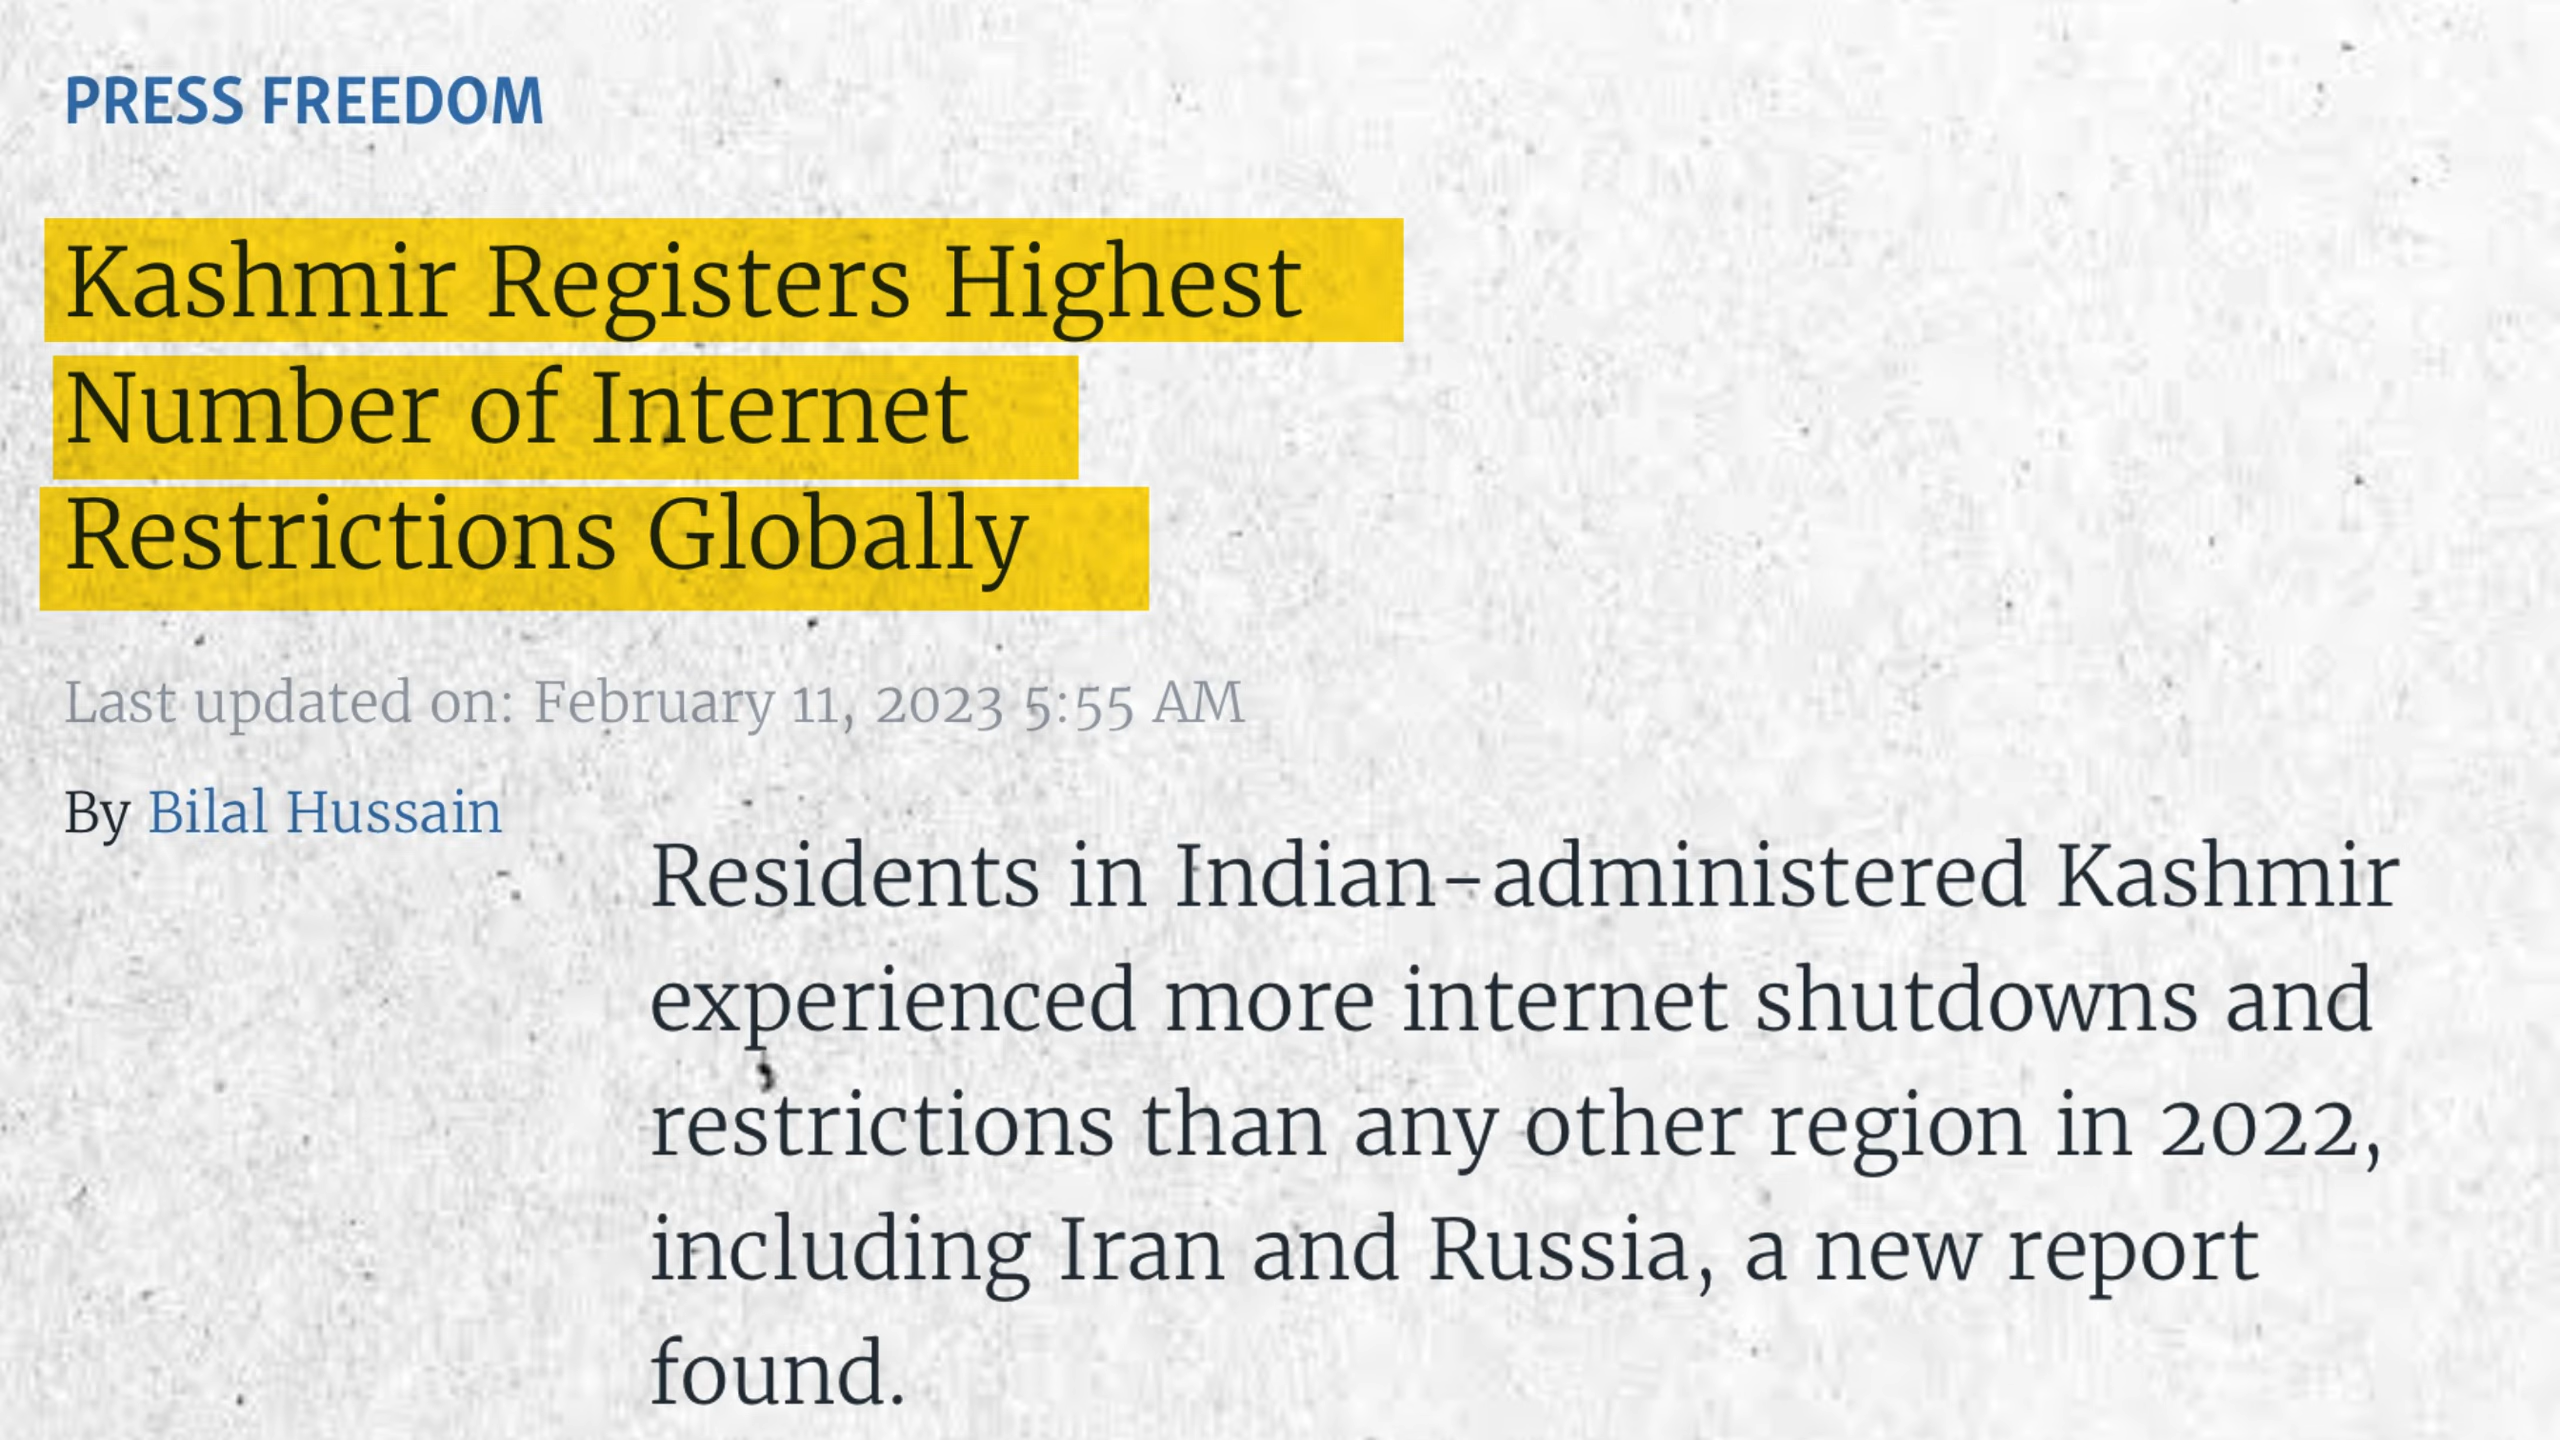 PRESS FREEDOM
Kashmir Registers Highest
Number of Internet
Restrictions Globally
Last updated on: February 11, 2023 5:55 AM
By Bilal Hussain
Residents in Indian-administered Kashmir
experienced more internet shutdowns and
restrictions than any other region in 2022,
including Iran and Russia, a new report
found.